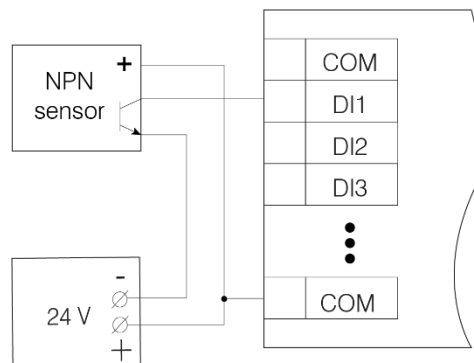 NPN
sensor
+
COM
DI1
DI2
DI3
COM
24 V
-
+